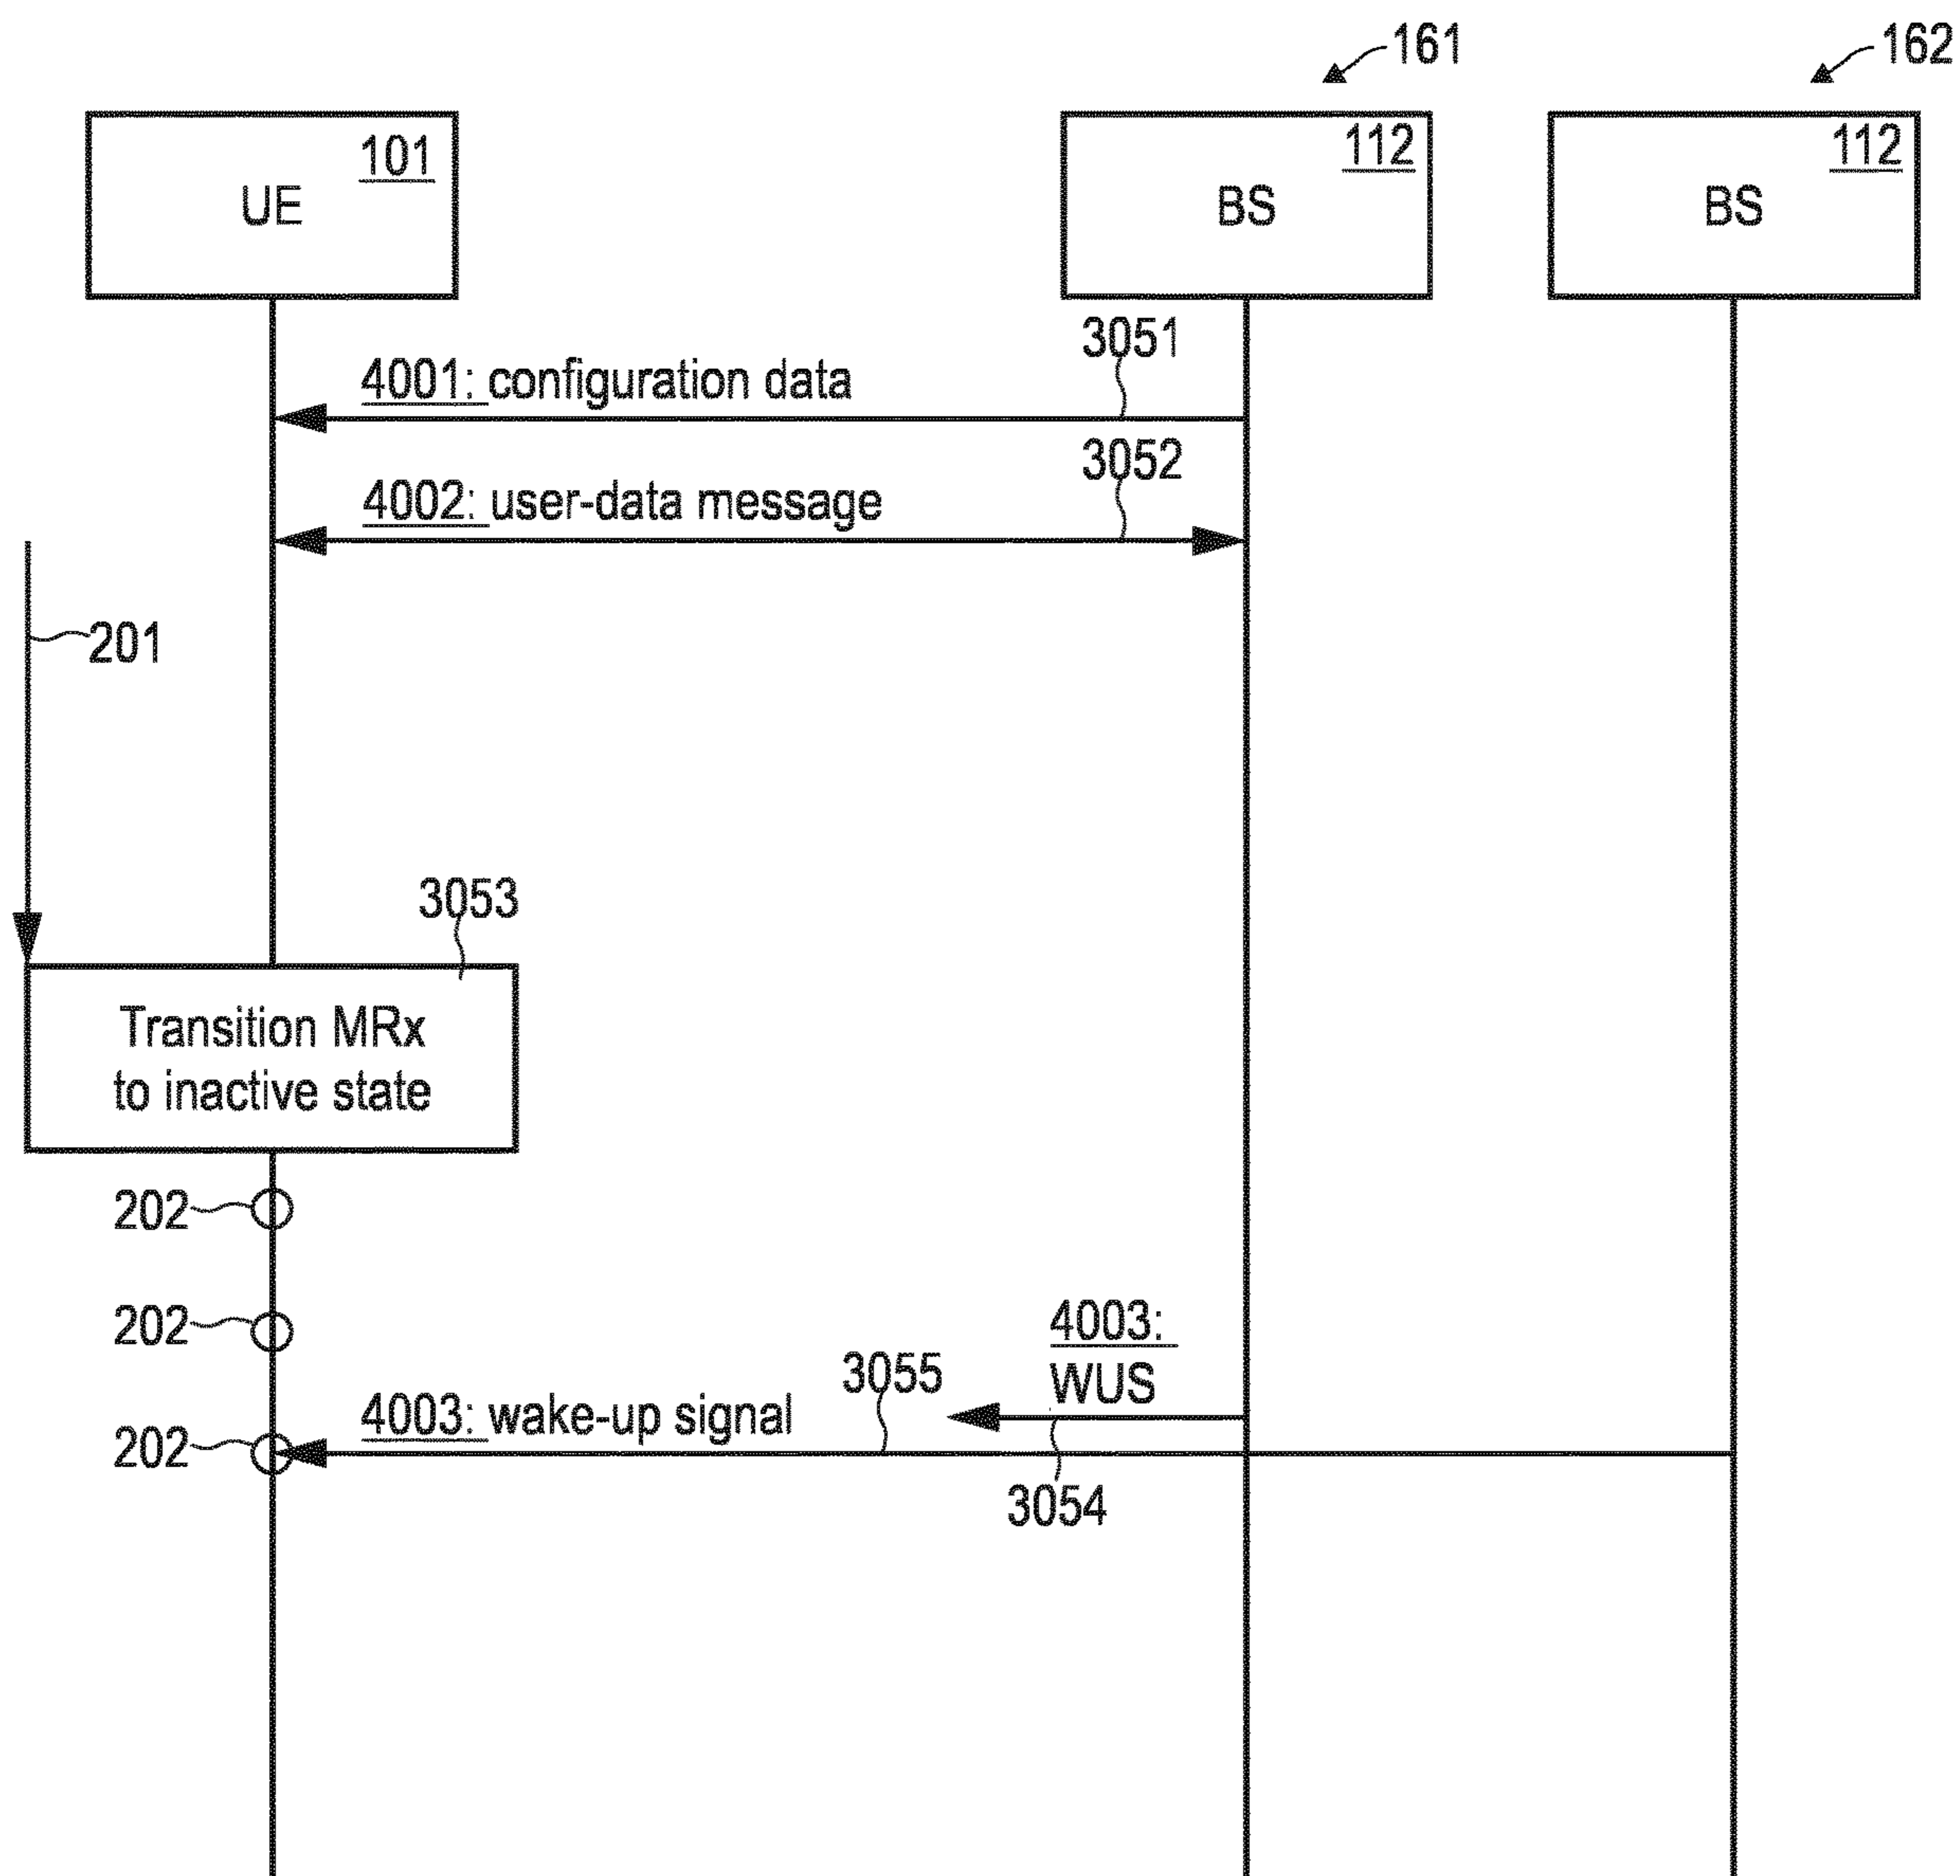 161
162
101
UE
112
BS
112
BS
3051
4001: configuration data
3052
4002: user-data message
201
3053
Transition MRx
to inactive state
202
202
4003:
WUS
3055
4003: wake-up signal
202
3054